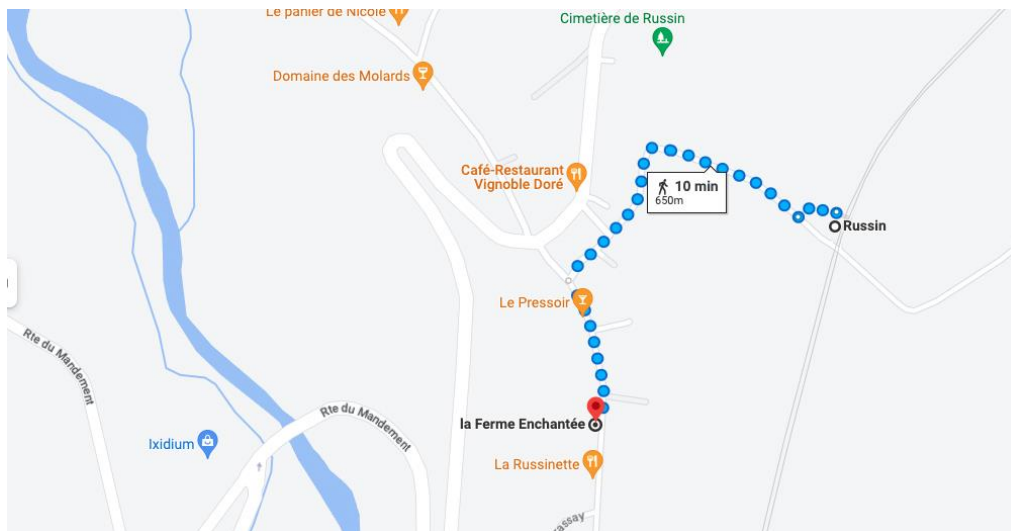 Le panier de Nicole
Cimetière de Russin
Domaine des Molards
Café-Restaurant
Vignoble Doré
10 min
650m
Russin
Le Pressoir
Rte du Mandement
Rte du Mandement
la Ferme Enchantée
Ixidium
La Russinette
assay